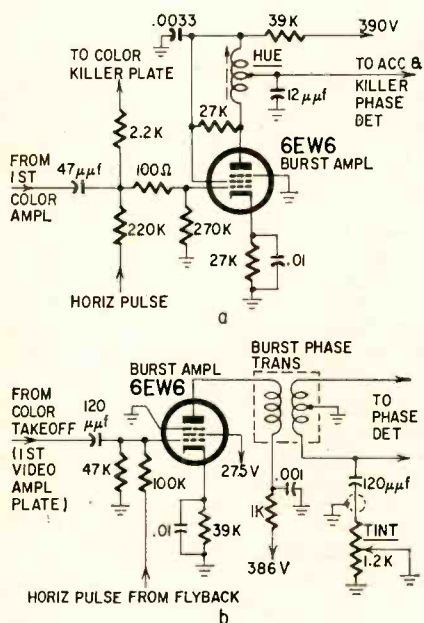 .0033
39K
390V
TO COLOR
KILLER PLATE
HUE
TO ACC &
KILLER
PHASE
DET
12μμf
27K
2.2K
6EW6
BURST AMPL
FROM
1ST
COLOR
AMPL
47μμf
100Ω
220K
270K
27K
.01
HORIZ PULSE
a
BURST AMPL
6EW6
BURST PHASE
TRANS
FROM
COLOR
TAKEOFF
(1ST
VIDEO
AMPL
PLATE)
120
μμf
TO
PHASE
DET
275V
47K
100K
.001
120μμf
.01
39K
1K
TINT
1.2K
386V
HORIZ PULSE FROM FLYBACK
b